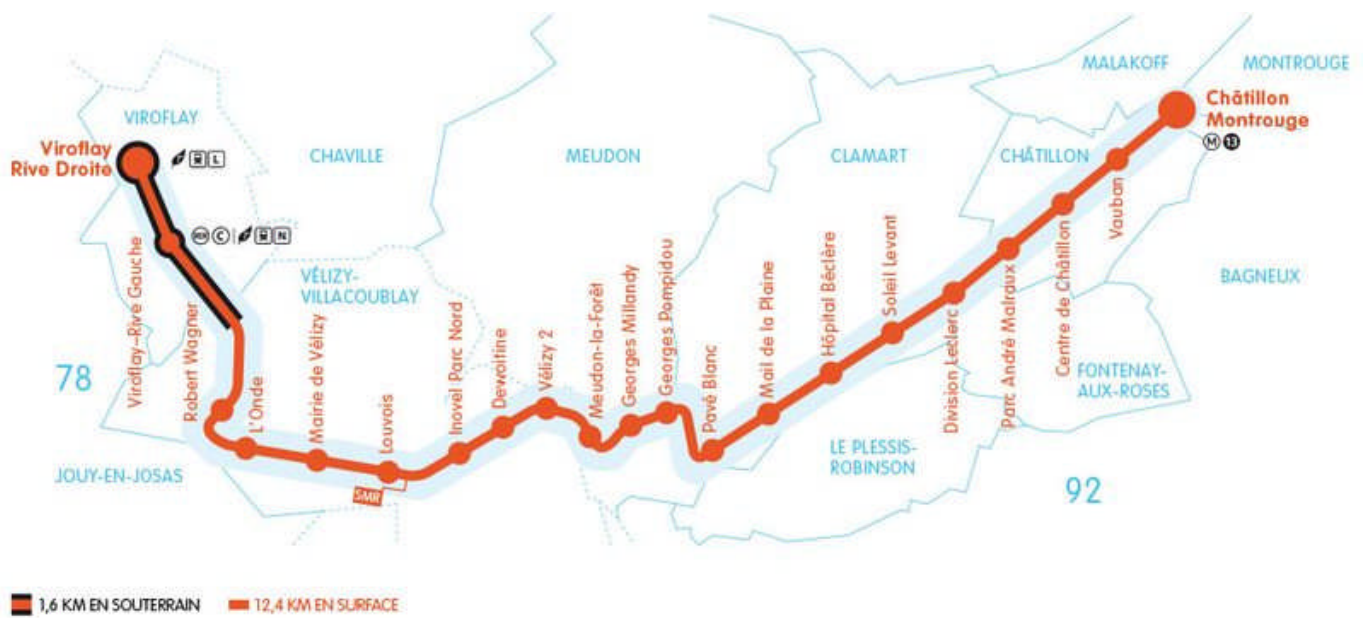 MALAKOFF
MONTROUGE
Châtillon
Montrouge
M 13
VIROFLAY
Viroflay
Rive Droite
L
CHAVILLE
MEUDON
CLAMART
CHÂTILLON
Vauban
RER C N
Viroflay-Rive Gauche
VÉLIZY-
VILLACOUBLAY
BAGNEUX
Robert Wagner
L'Onde
Mairie de Vélizy
Louvois
Inovel Parc Nord
Dewoitine
Vélizy 2
Meudon-la-Forêt
Georges Millandy
Georges Pompidou
Pavé Blanc
Mail de la Plaine
Hôpital Béclère
Soleil Levant
Division Leclerc
Parc André Malraux
Centre de Châtillon
78
FONTENAY-
AUX-ROSES
LE PLESSIS-
ROBINSON
JOUY-EN-JOSAS
SMR
92
1,6 KM EN SOUTERRAIN
12,4 KM EN SURFACE